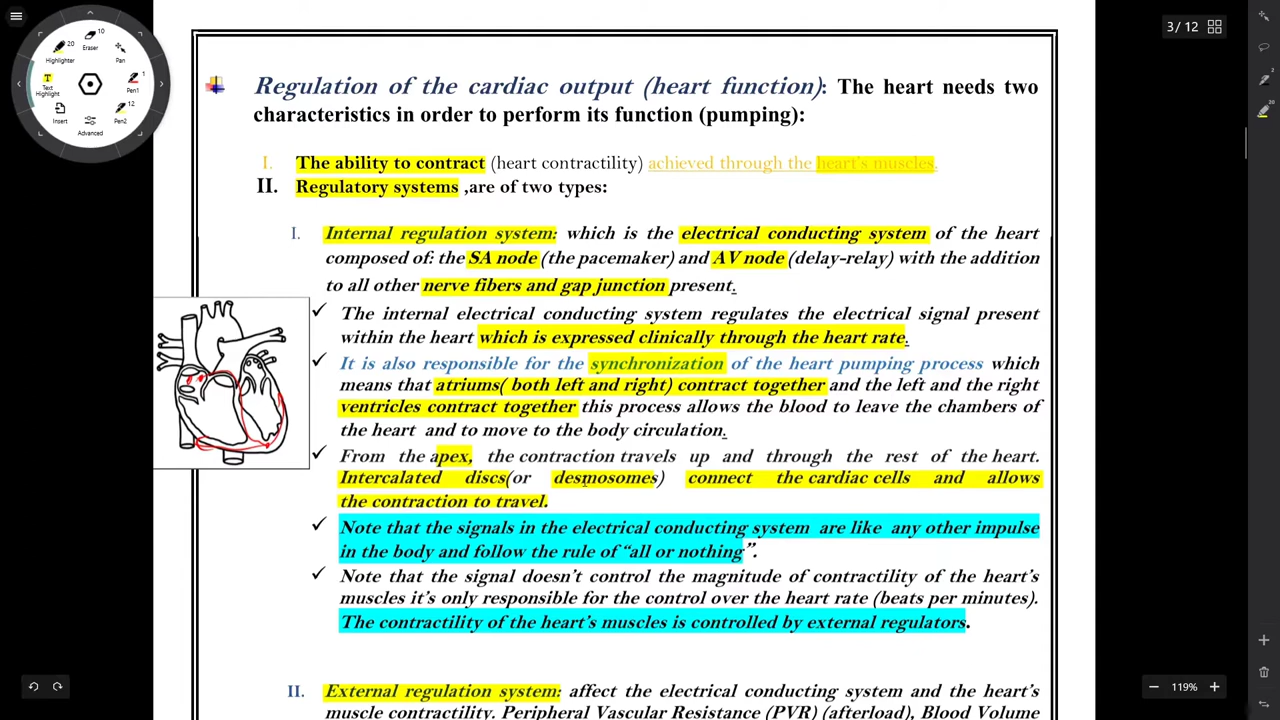 3 / 12
20
Highlighter
10
Eraser
Pan
T
Text
Highlight
1
Pen1
Insert
Advanced
12
Pen2
Regulation of the cardiac output (heart function): The heart needs two
characteristics in order to perform its function (pumping):
I. The ability to contract (heart contractility) achieved through the heart's muscles.
II. Regulatory systems ,are of two types:
I. Internal regulation system: which is the electrical conducting system of the heart
composed of: the SA node (the pacemaker) and AV node (delay-relay) with the addition
to all other nerve fibers and gap junction present.
✓ The internal electrical conducting system regulates the electrical signal present
within the heart which is expressed clinically through the heart rate.
✓ It is also responsible for the synchronization of the heart pumping process which
means that atriums( both left and right) contract together and the left and the right
ventricles contract together this process allows the blood to leave the chambers of
the heart and to move to the body circulation.
✓ From the apex, the contraction travels up and through the rest of the heart.
Intercalated discs(or desmosomes) connect the cardiac cells and allows
the contraction to travel.
✓ Note that the signals in the electrical conducting system are like any other impulse
in the body and follow the rule of “all or nothing”.
✓ Note that the signal doesn't control the magnitude of contractility of the heart's
muscles it's only responsible for the control over the heart rate (beats per minutes).
The contractility of the heart's muscles is controlled by external regulators.
II. External regulation system: affect the electrical conducting system and the heart's
muscle contractility. Peripheral Vascular Resistance (PVR) (afterload), Blood Volume
119%